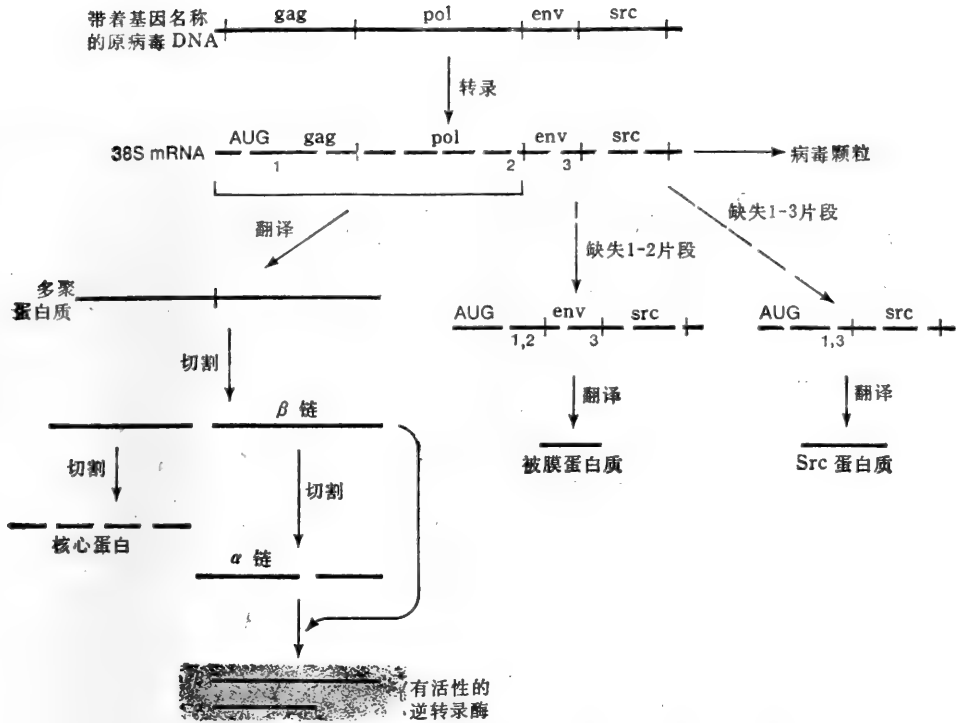 带着基因名称
的原病毒 DNA
gag pol env src
转录
38S mRNA
AUG gag pol env src
1 2 3
病毒颗粒
翻译
缺失1-2片段
缺失1-3片段
多聚
蛋白质
AUG env src
1,2 3
AUG src
1,3
切割
翻译
翻译
β 链
被膜蛋白质
Src 蛋白质
切割
切割
核心蛋白
α 链
有活性的
逆转录酶